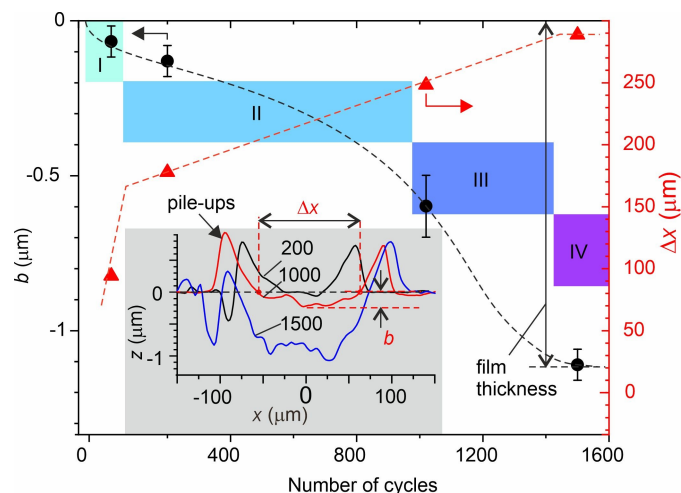 0
-0.5
-1
b (μm)
I
II
III
IV
300
250
200
150
100
50
0
Δx (μm)
pile-ups
Δx
200
1000
1500
b
0
-1
z (μm)
-100
0
100
x (μm)
film
thickness
0
400
800
1200
1600
Number of cycles